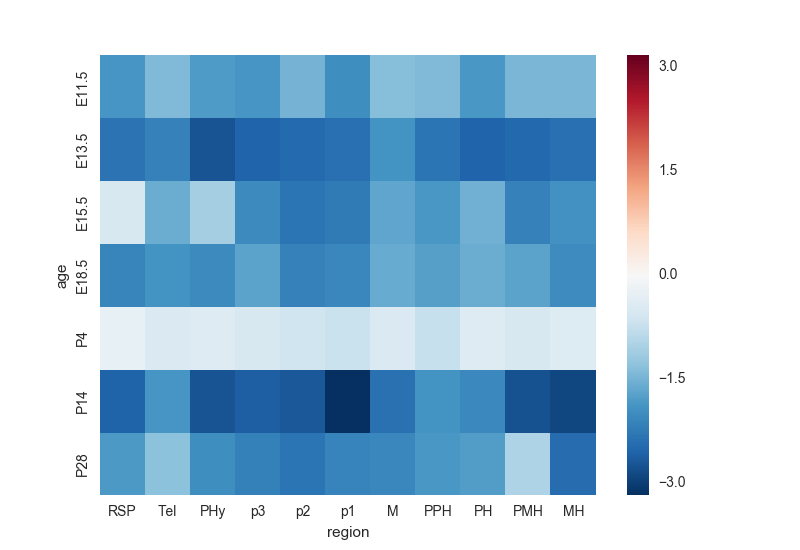 E11.5
E13.5
E15.5
E18.5
P4
P14
P28
age
RSP Tel PHy p3 p2 p1 M PPH PH PMH MH
region
3.0
1.5
0.0
−1.5
−3.0